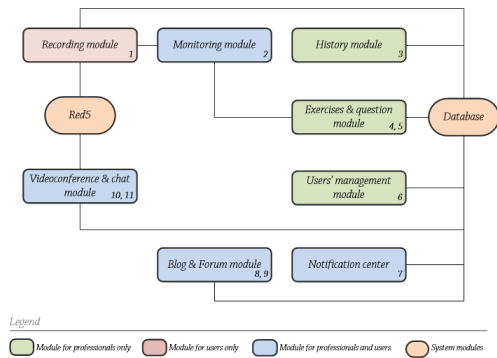 Recording module
1
Monitoring module
2
History module
3
Red5
Exercises & question
module
4, 5
Database
Videoconference & chat
module
10, 11
Users' management
module
6
Blog & Forum module
8, 9
Notification center
7
Legend
Module for professionals only
Module for users only
Module for professionals and users
System modules